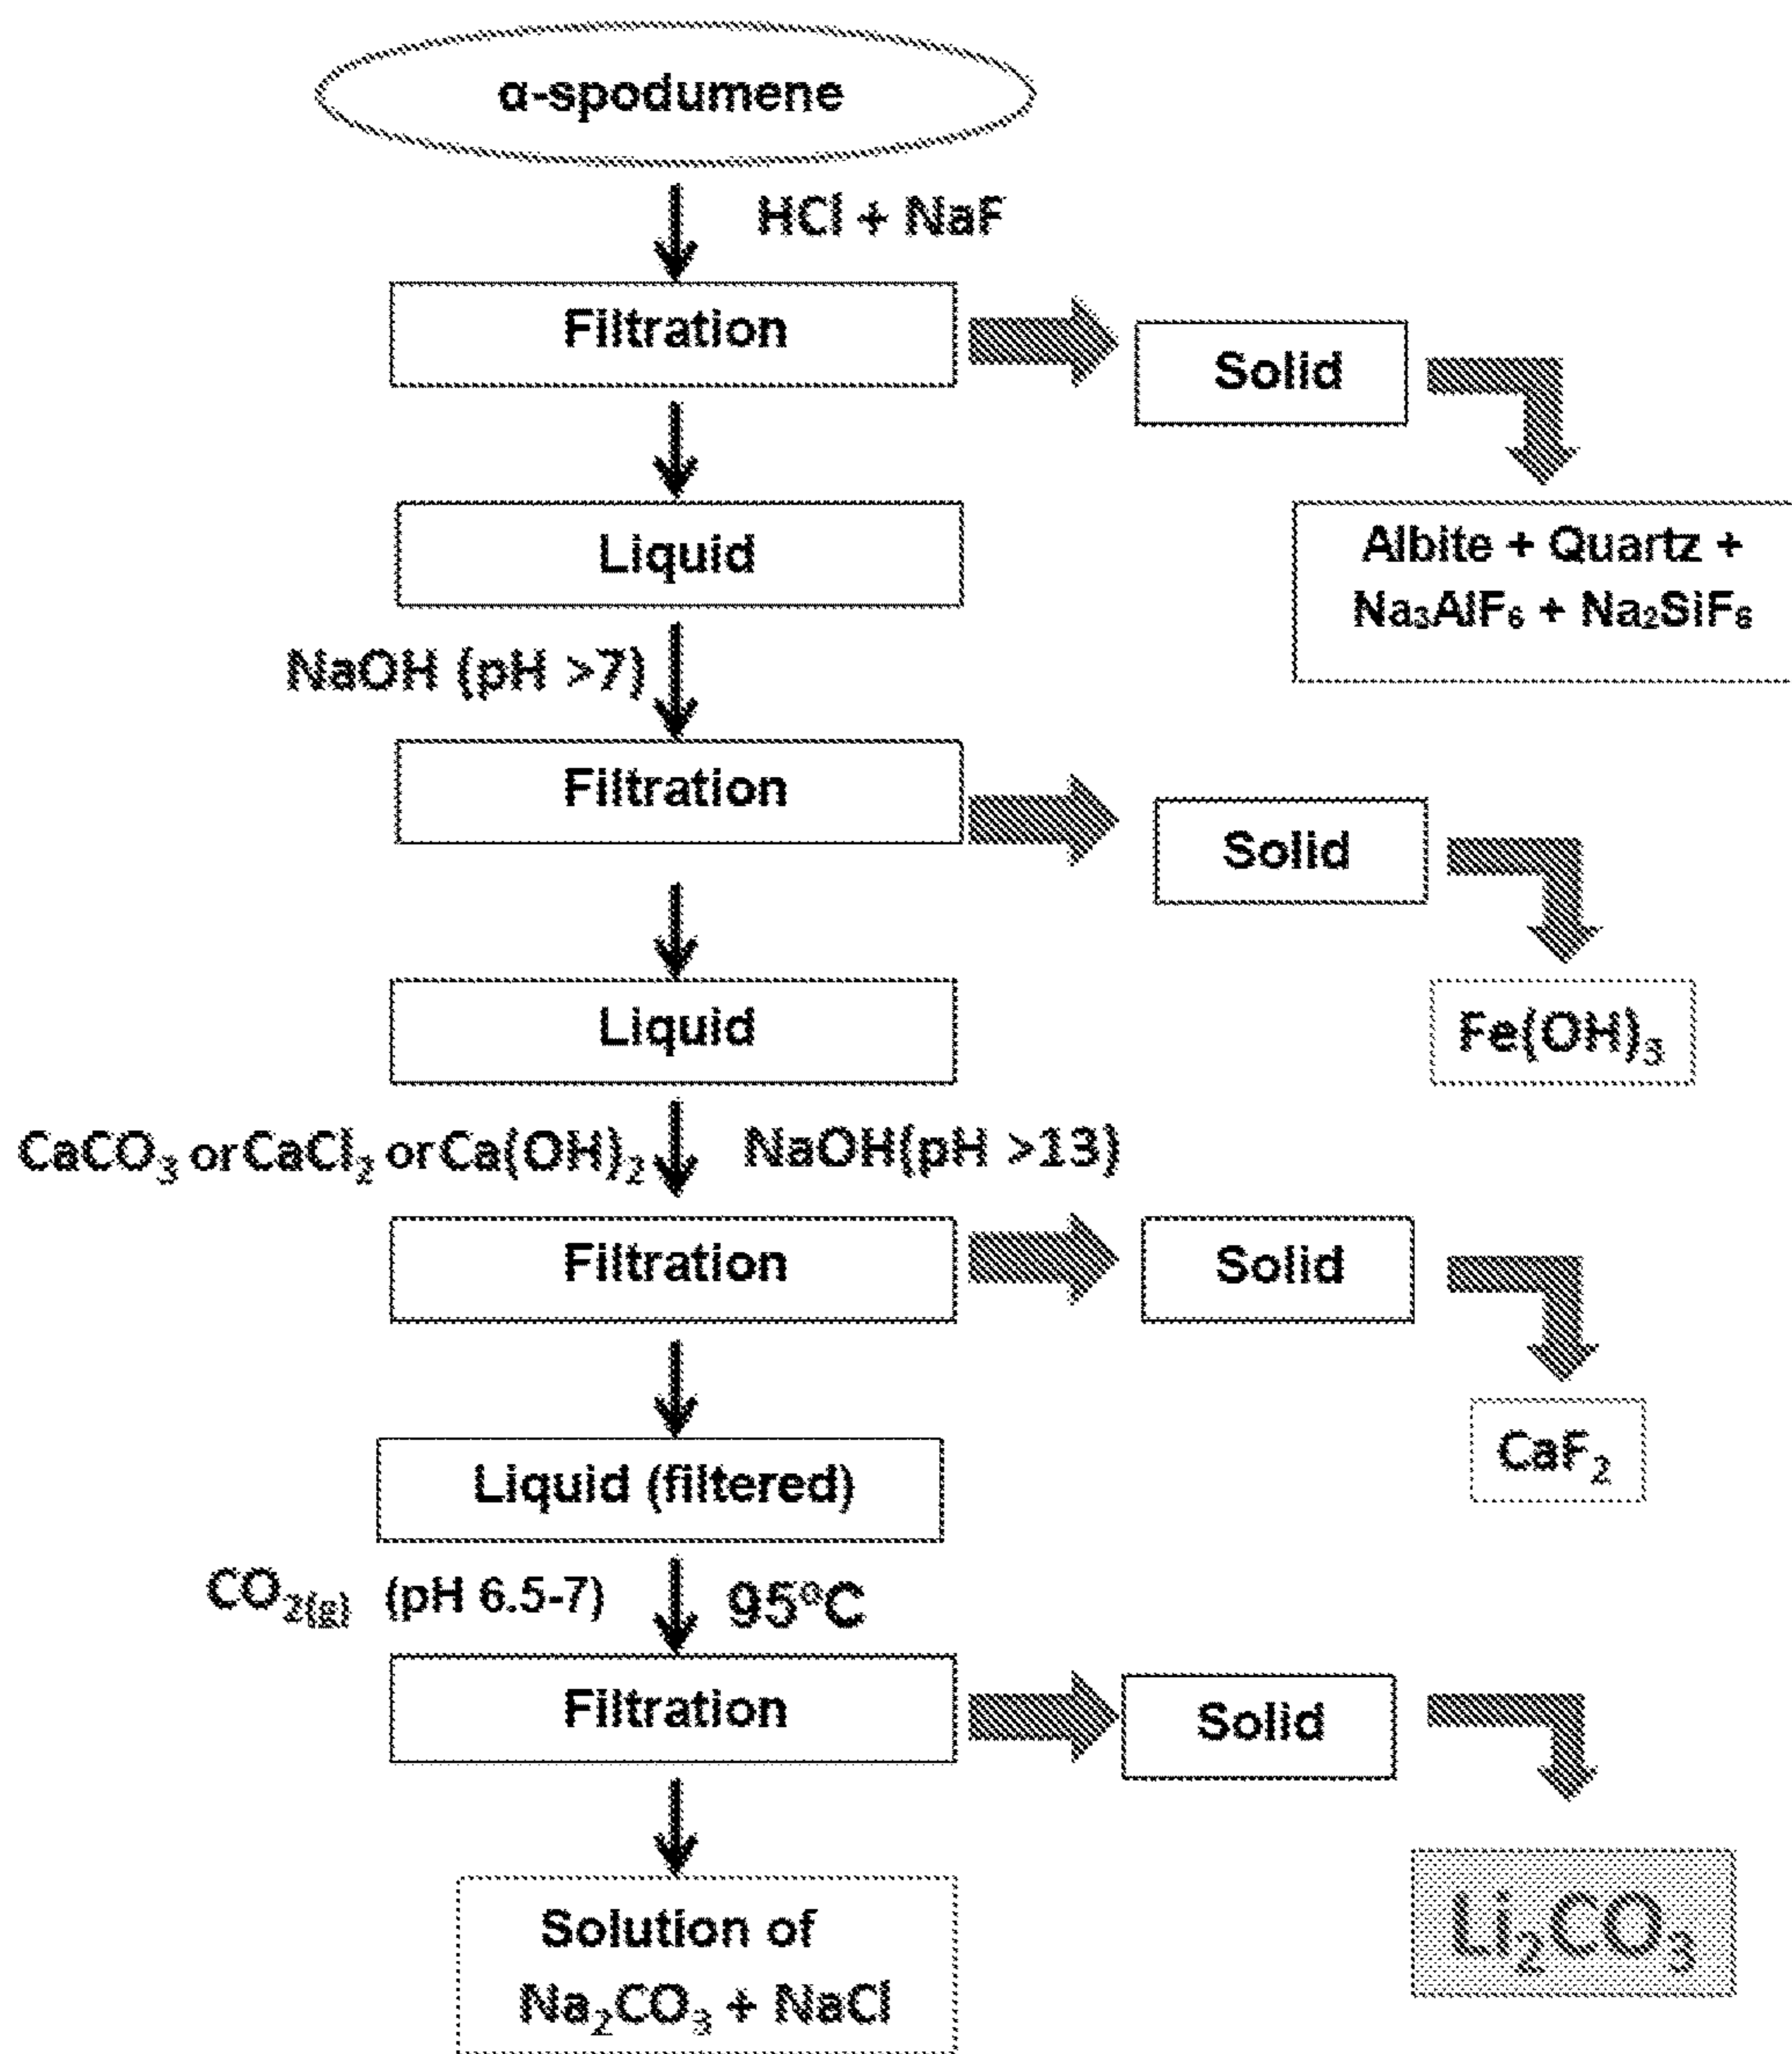 α-spodumene
HCl + NaF
Filtration
Solid
Liquid
Albite + Quartz +
Na₃AlF₆ + Na₂SiF₆
NaOH (pH >7)
Filtration
Solid
Liquid
Fe(OH)₃
CaCO₃ or CaCl₂ or Ca(OH)₂
NaOH(pH >13)
Filtration
Solid
Liquid (filtered)
CaF₂
CO₂(g) (pH 6.5-7)
95°C
Filtration
Solid
Solution of
Na₂CO₃ + NaCl
Li₂CO₃